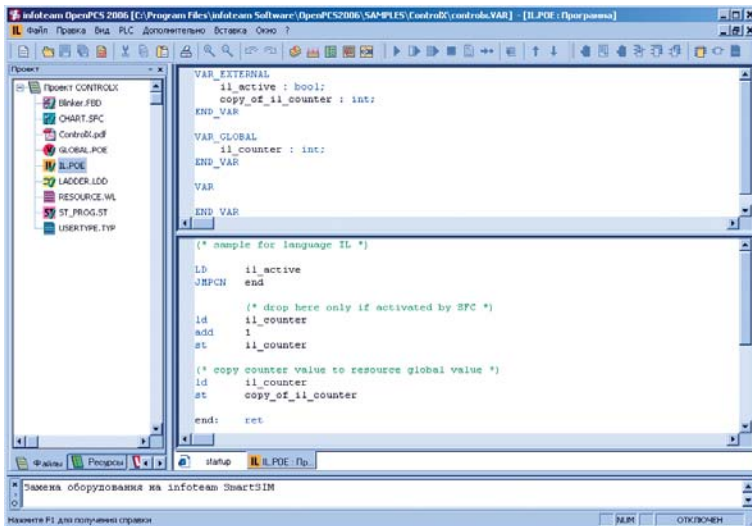 infoteam OpenPCS 2006 [C:\Program Files\infoteam Software\OpenPCS2006\SAMPLES\ControlX\controlx.VAR] - [IL.POE : Программа]
IL Файл Правка Вид PLC Дополнительно Вставка Окно ?
Проект
Проект CONTROLX
Blinker.FBD
CHART.SFC
ControlX.pdf
GLOBAL.POE
IL.POE
LADDER.LDD
RESOURCE.WL
ST_PROG.ST
USERTYPE.TYP
Файлы Ресурсы
VAR_EXTERNAL
il_active : bool;
copy_of_il_counter : int;
END_VAR
VAR_GLOBAL
il_counter : int;
END_VAR
VAR
END_VAR
(* sample for language IL *)
LD il_active
JMPCN end
(* drop here only if activated by SFC *)
ld il_counter
add 1
st il_counter
(* copy counter value to resource global value *)
ld il_counter
st copy_of_il_counter
end: ret
startup IL IL.POE : Пр...
Замена оборудования на infoteam SmartSIM
Нажмите F1 для получения справки NUM ОТКЛЮЧЕН